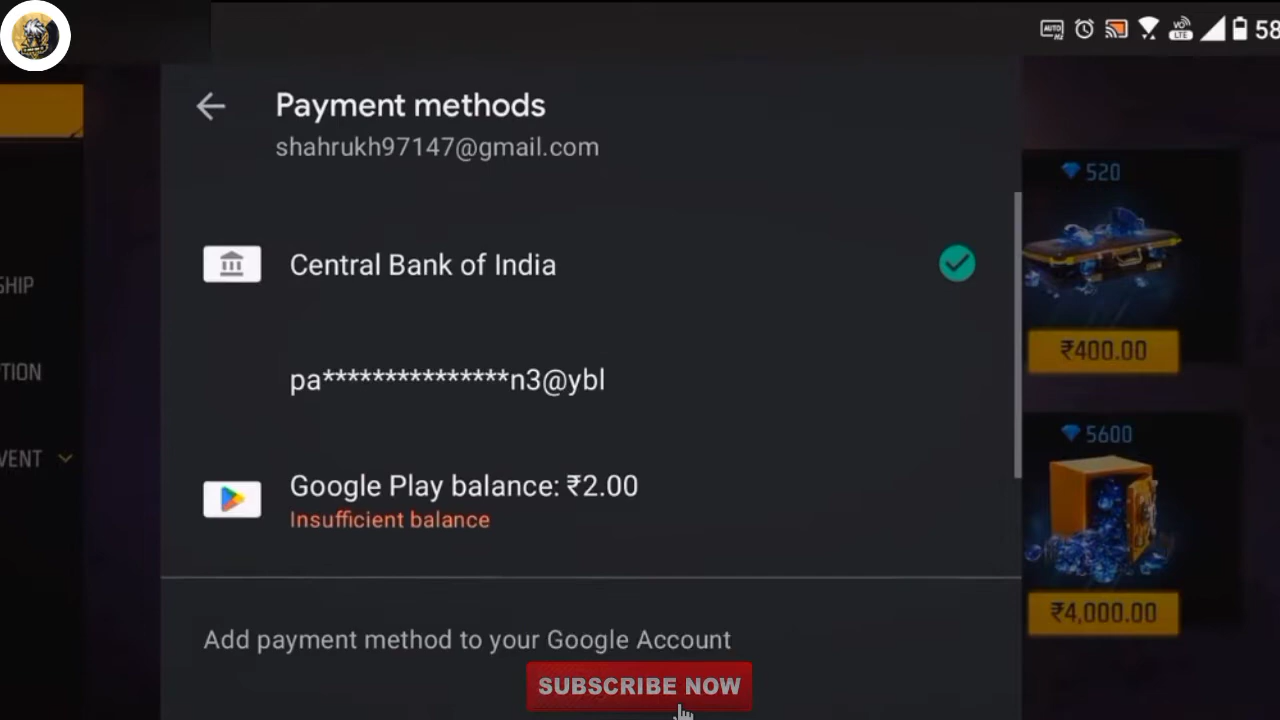 58
Payment methods
shahrukh97147@gmail.com
520
Central Bank of India
SHIP
₹400.00
PTION
pa***************n3@ybl
5600
VENT
Google Play balance: ₹2.00
Insufficient balance
₹4,000.00
Add payment method to your Google Account
SUBSCRIBE NOW